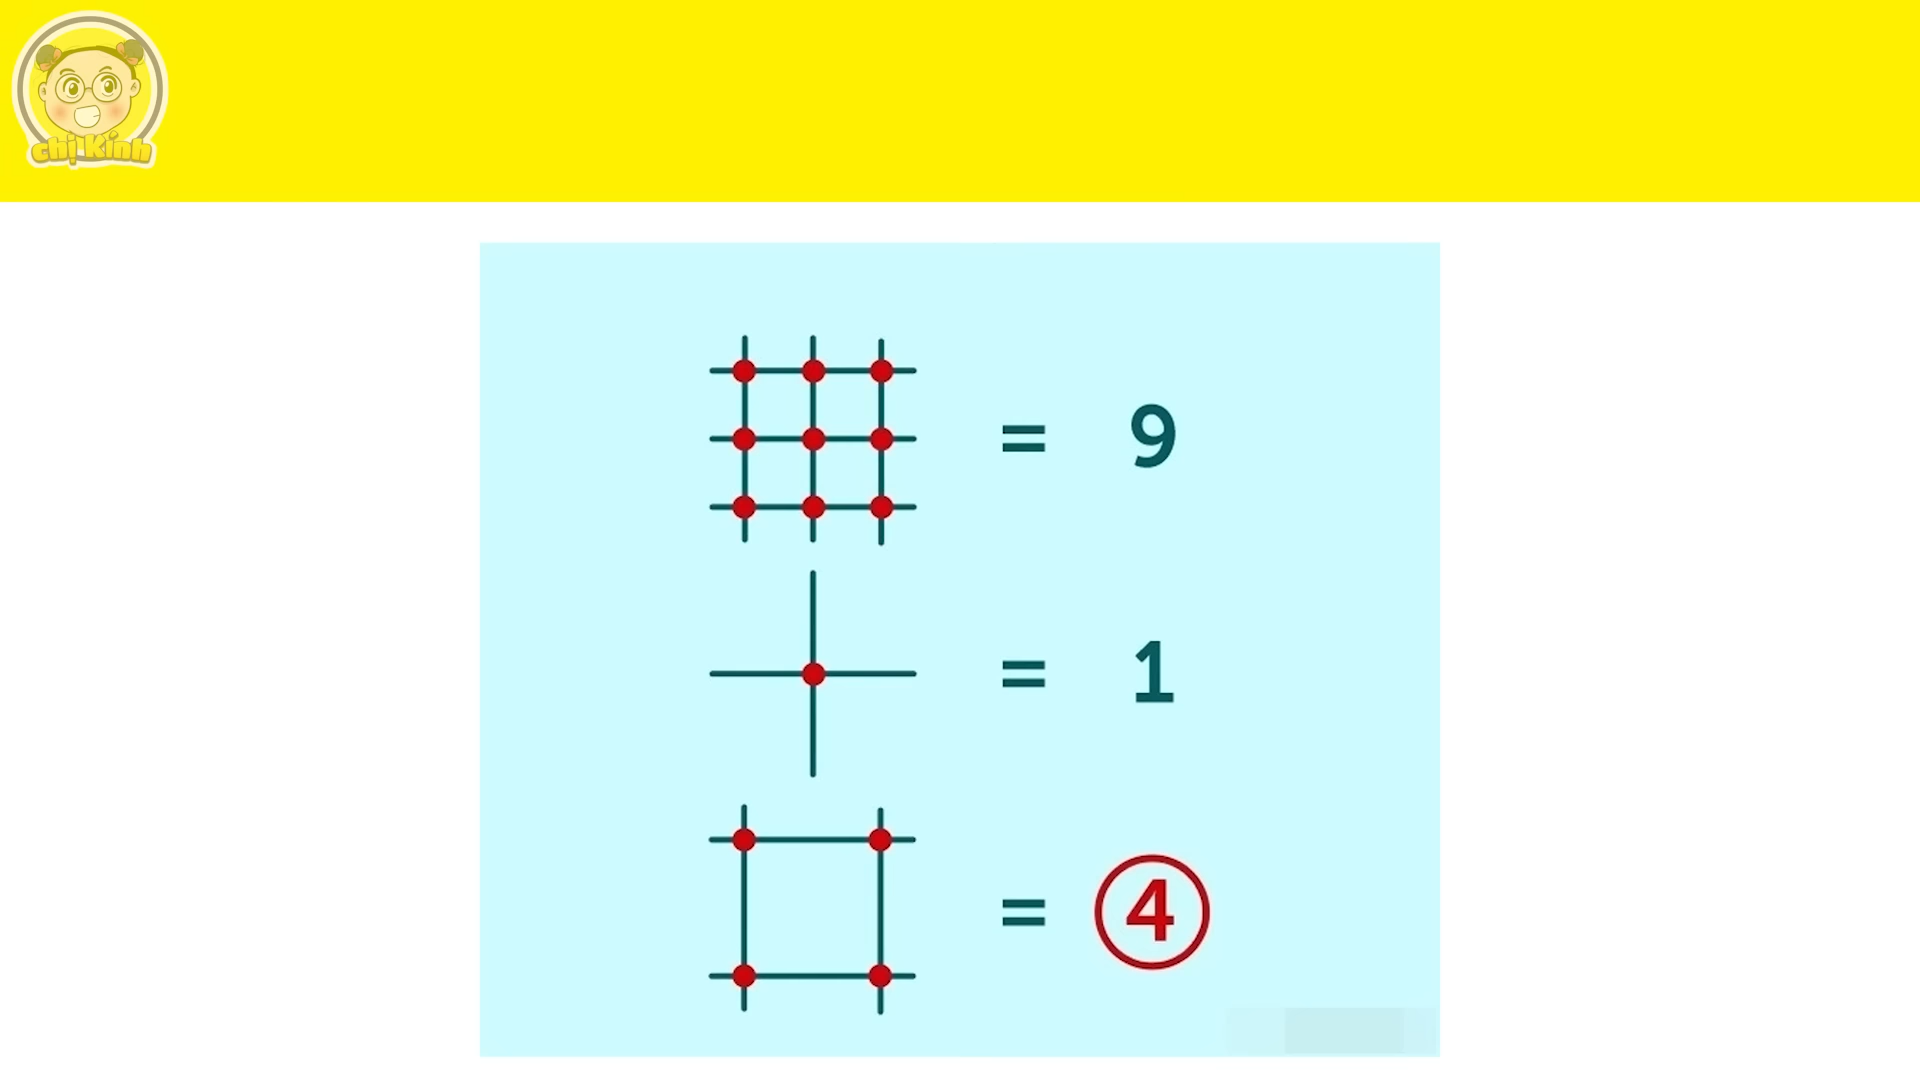 chị Kính
= 9
= 1
= 4